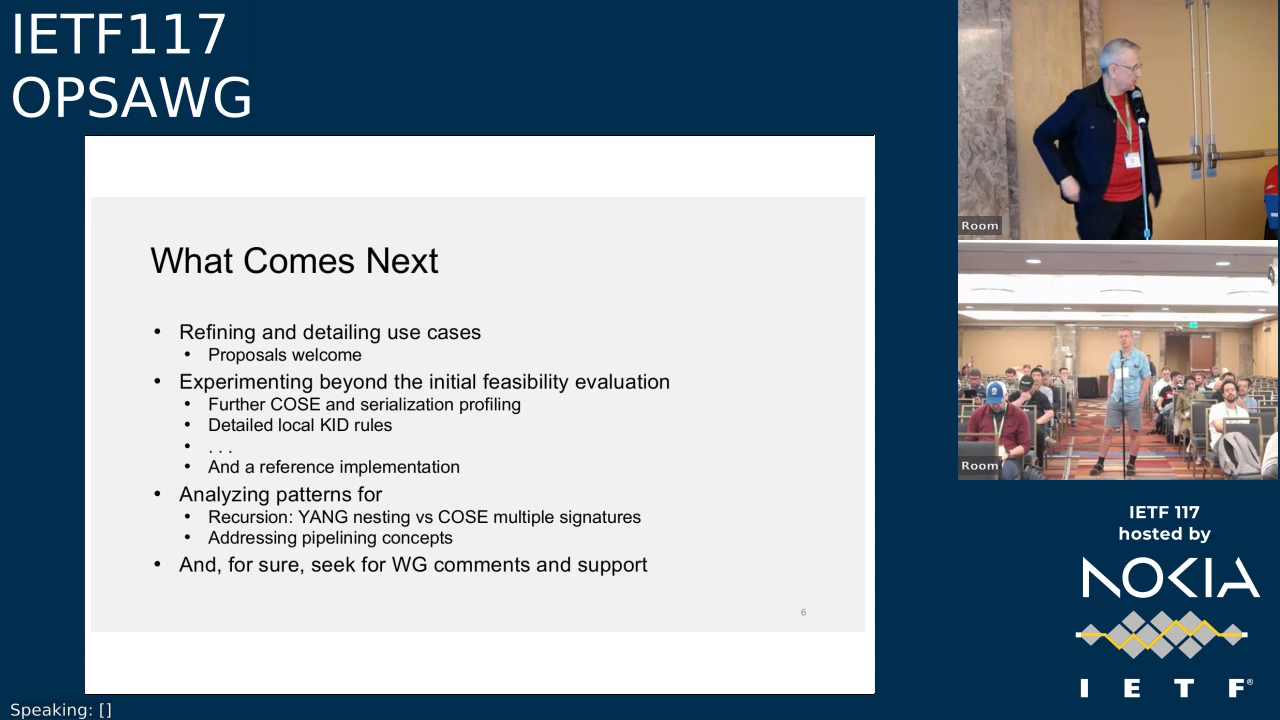 IETF117
OPSAWG
What Comes Next
• Refining and detailing use cases
• Proposals welcome
• Experimenting beyond the initial feasibility evaluation
• Further COSE and serialization profiling
• Detailed local KID rules
• . . .
• And a reference implementation
• Analyzing patterns for
• Recursion: YANG nesting vs COSE multiple signatures
• Addressing pipelining concepts
• And, for sure, seek for WG comments and support
6
Room
Room
IETF 117
hosted by
NOKIA
I E T F®
Speaking: []